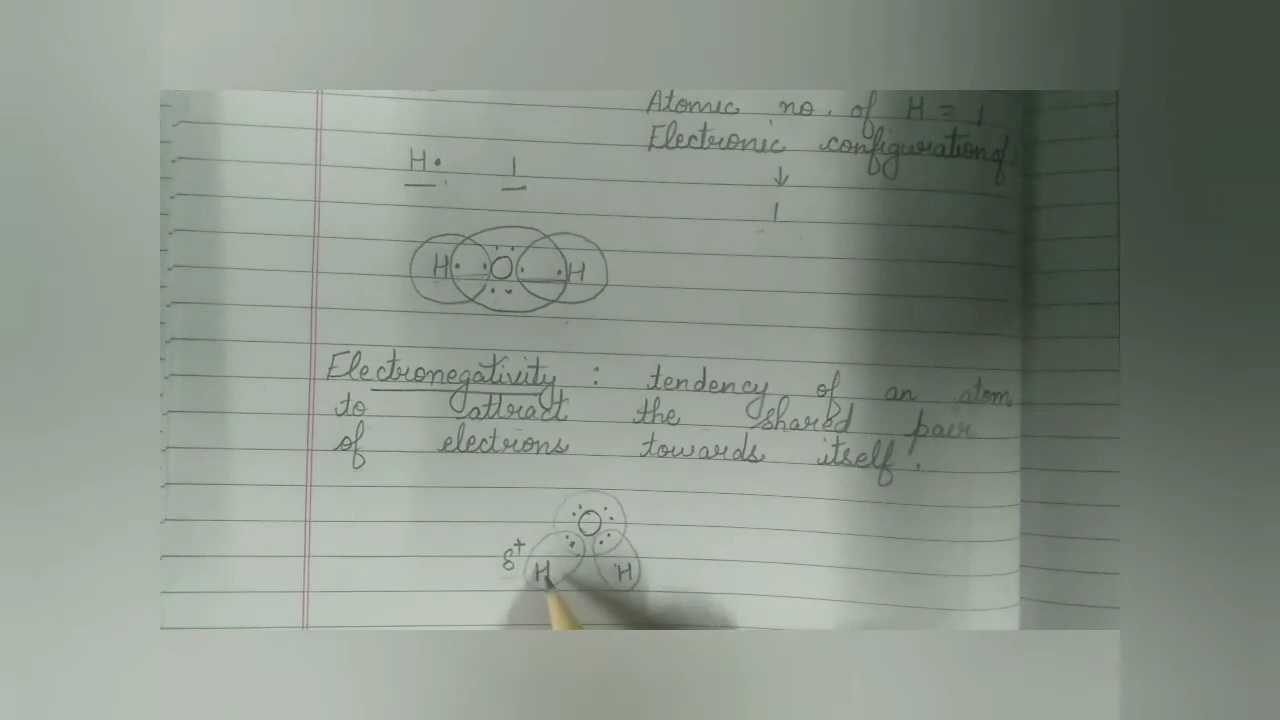 Atomic no. of H = 1
Electronic configuration of
↓
H• 1
1
H O H
Electronegativity : tendency of an atom
to attract the shared pair
of electrons towards itself.
O
δ+
H H